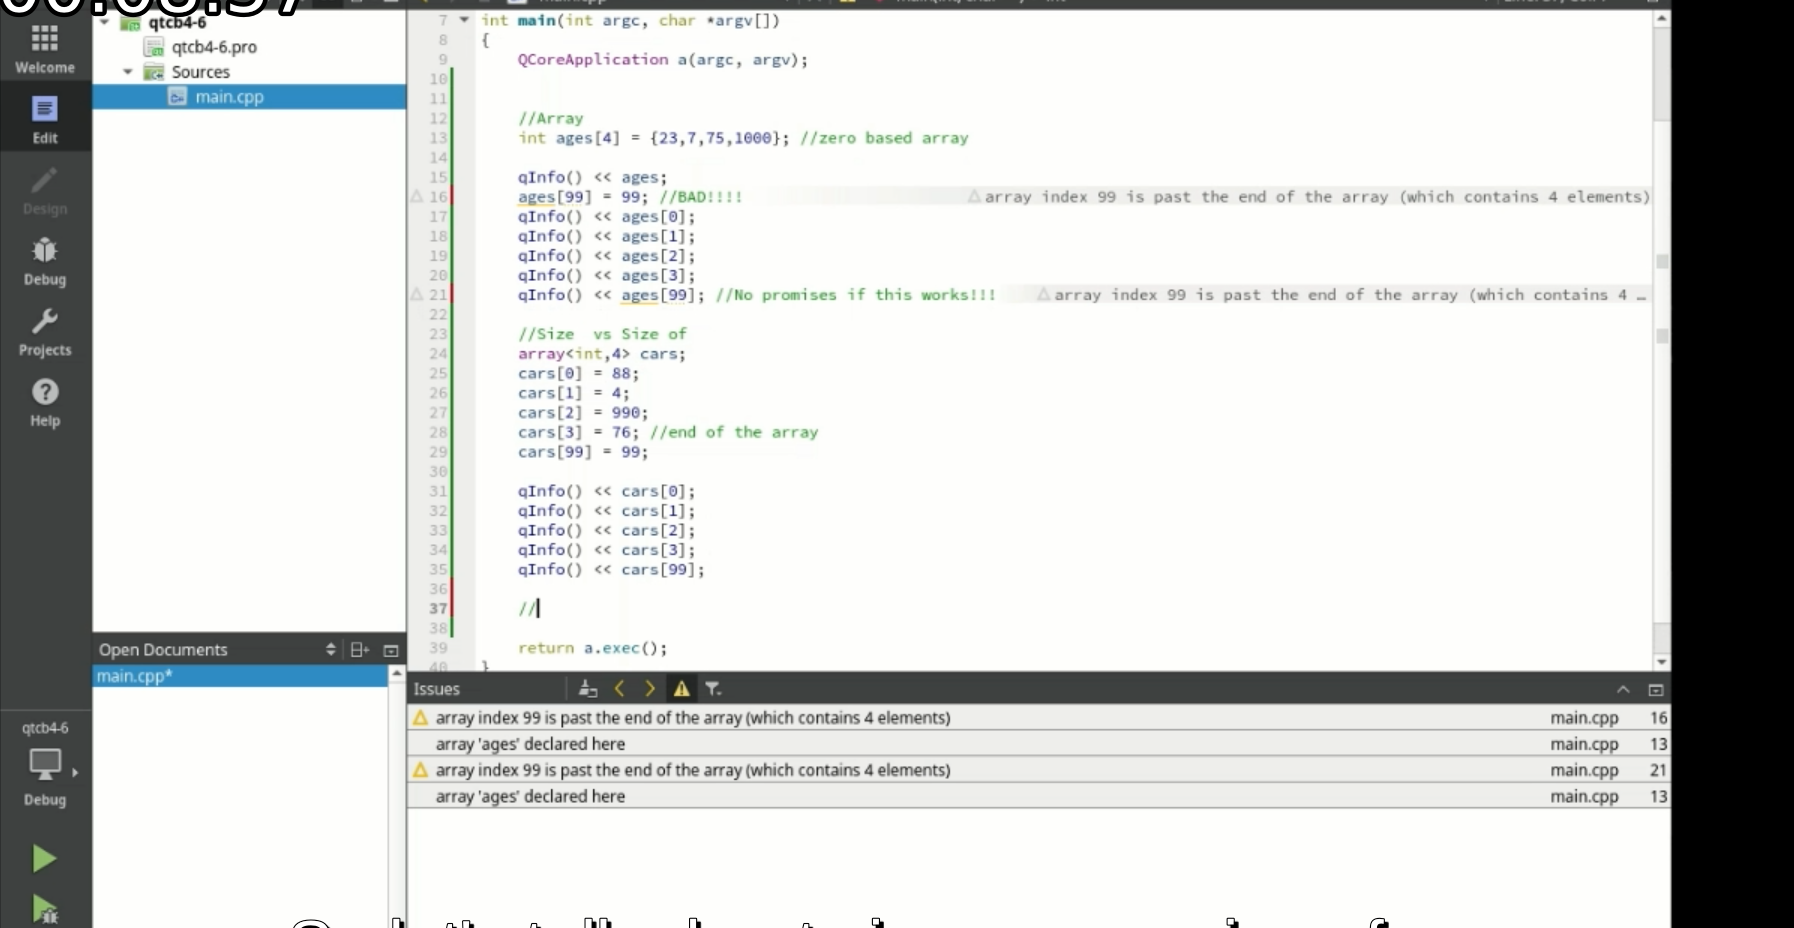 00:08:37
qtcb4-6
qtcb4-6.pro
Sources
main.cpp
Welcome
Edit
Design
Debug
Projects
Help
7 int main(int argc, char *argv[])
8 {
9 QCoreApplication a(argc, argv);
10
11
12 //Array
13 int ages[4] = {23,7,75,1000}; //zero based array
14
15 qInfo() << ages;
16 ages[99] = 99; //BAD!!!! array index 99 is past the end of the array (which contains 4 elements)
17 qInfo() << ages[0];
18 qInfo() << ages[1];
19 qInfo() << ages[2];
20 qInfo() << ages[3];
21 qInfo() << ages[99]; //No promises if this works!!! array index 99 is past the end of the array (which contains 4 …
22
23 //Size vs Size of
24 array<int,4> cars;
25 cars[0] = 88;
26 cars[1] = 4;
27 cars[2] = 990;
28 cars[3] = 76; //end of the array
29 cars[99] = 99;
30
31 qInfo() << cars[0];
32 qInfo() << cars[1];
33 qInfo() << cars[2];
34 qInfo() << cars[3];
35 qInfo() << cars[99];
36
37 //
38
39 return a.exec();
40 }
Open Documents
main.cpp*
qtcb4-6
Debug
Issues
array index 99 is past the end of the array (which contains 4 elements) main.cpp 16
array 'ages' declared here main.cpp 13
array index 99 is past the end of the array (which contains 4 elements) main.cpp 21
array 'ages' declared here main.cpp 13